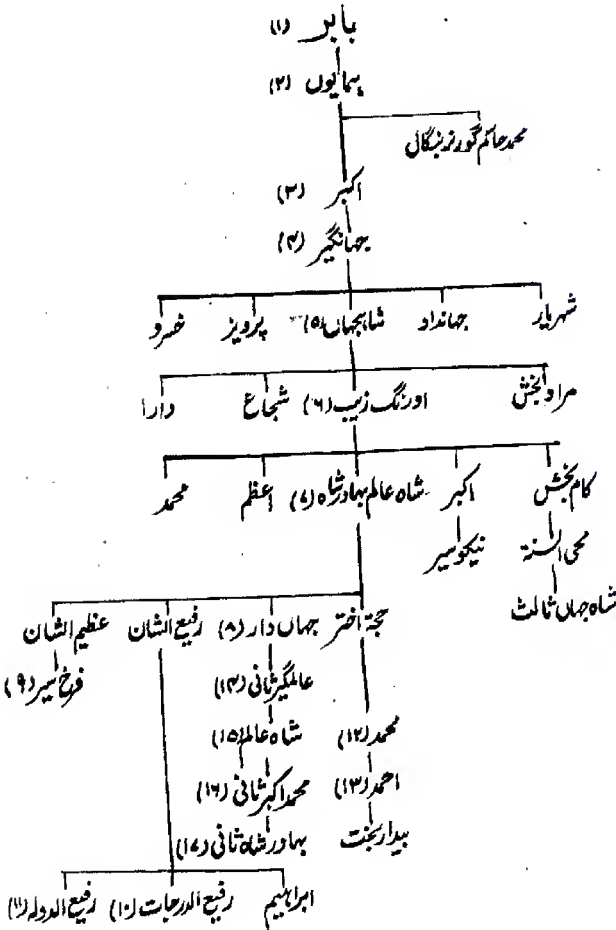 بابر (۱)
ہمایوں (۲)
محمد حاکم گورنر بنگال
اکبر (۳)
جہانگیر (۴)
شہریار جہانداد شاہجہاں (۵) پرویز خسرو
مراد بخش اورنگ زیب (۶) شجاع دارا
کام بخش اکبر شاہ عالم بہادر شاہ (۷) اعظم محمد
محی السنۃ نیکوسیر
شاہ جہاں ثالث
حجۃ اختر جہاں دار (۸) رفیع الشان عظیم الشان
عالمگیر ثانی (۱۴) فرخ سیر (۹)
محمد (۱۲) شاہ عالم (۱۵)
احمد (۱۳) محمد اکبر ثانی (۱۶)
بیدار بخت بہادر شاہ ثانی (۱۷)
ابراہیم رفیع الدرجات (۱۰) رفیع الدولہ (۱۱)